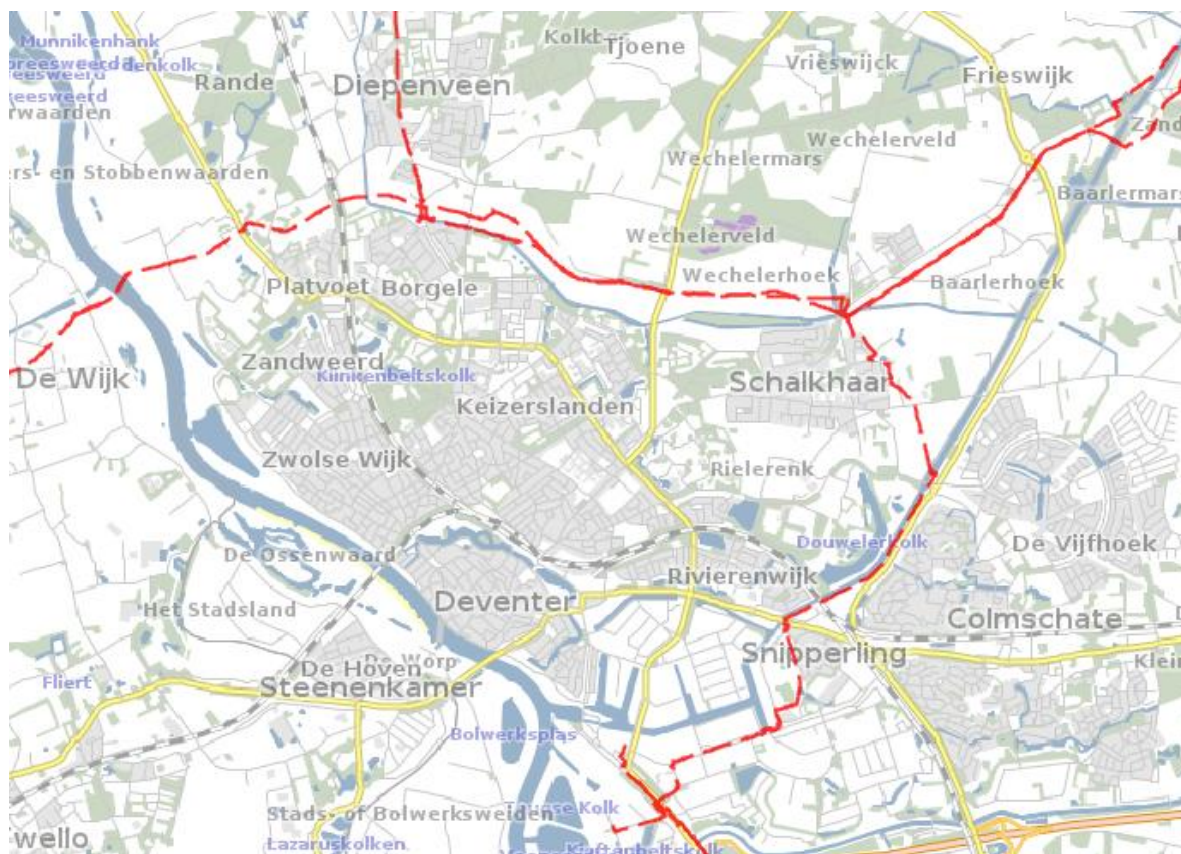 Munnikenhank
Kolk
Tjoene
Vrieswijck
Frieswijk
Rande
Diepenveen
Wechelerveld
Wechelermars
Baarlermars
Wechelerveld
Wechelerhoek
Baarlerhoek
Platvoet
Borgele
De Wijk
Zandweerd
Klinkenbeltskolk
Schalkhaar
Keizerslanden
Zwolse Wijk
Rielerenk
De Ossenwaard
Douwelerkolk
De Vijfhoek
Rivierenwijk
Het Stadsland
Deventer
Colmschate
Snipperling
De Hoven
De Worp
Fliert
Steenenkamer
Bolwerksplas
Stads- of Bolwerksweiden
Lazaruskolken